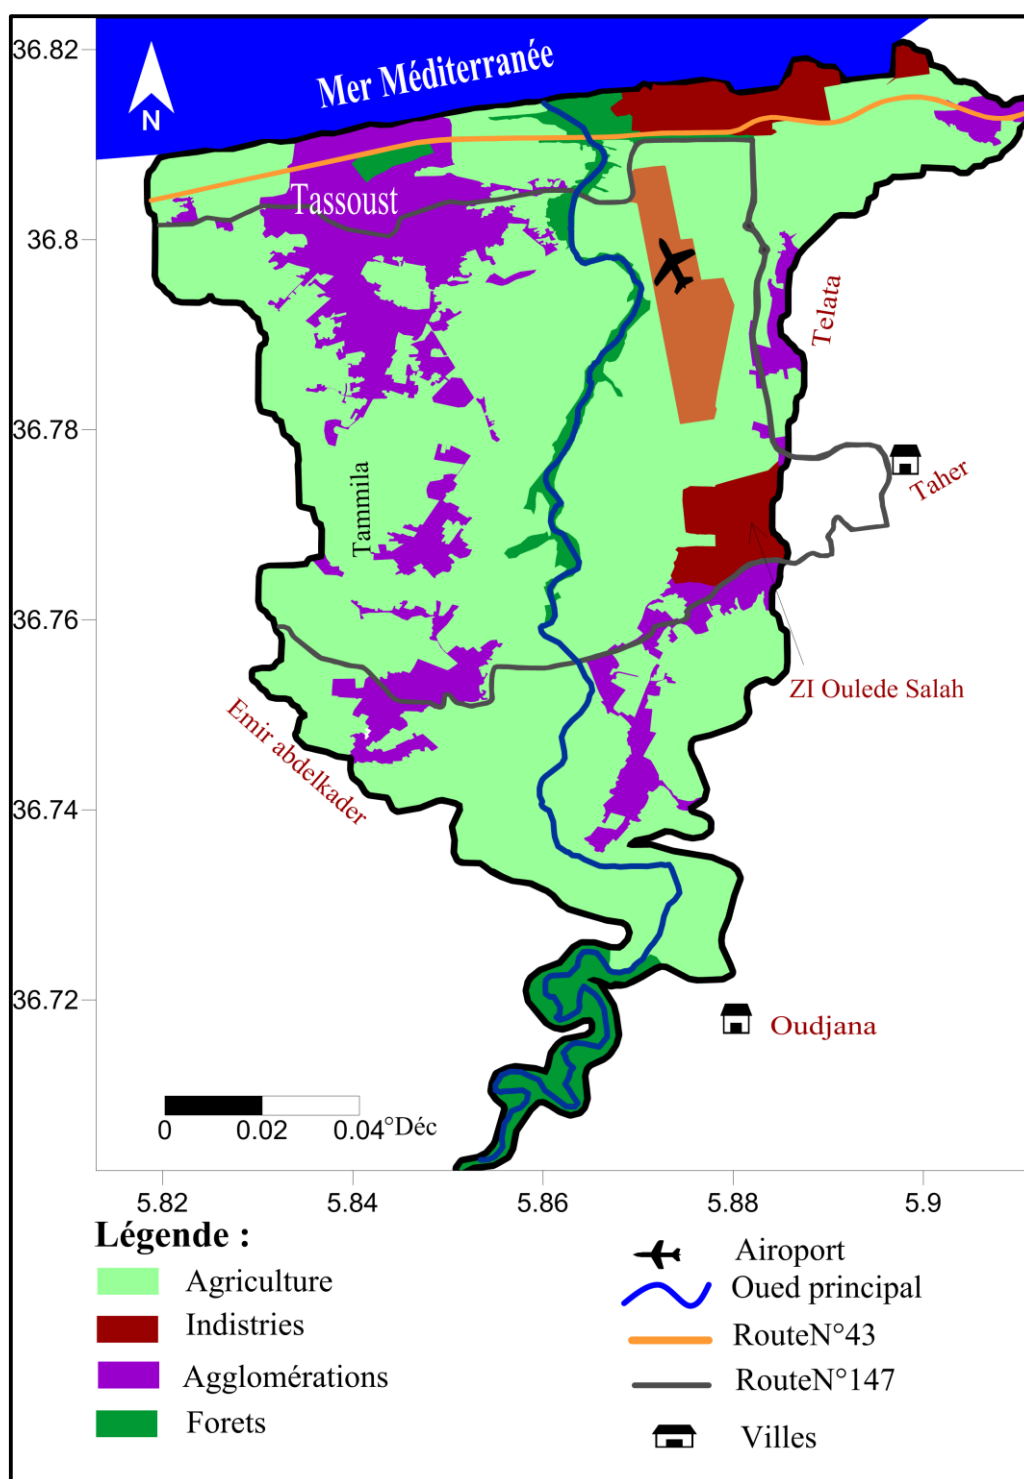 36.82
Mer Méditerranée
N
Tassoust
36.8
Telata
36.78
Taher
Tammila
36.76
ZI Oulede Salah
Emir abdelkader
36.74
36.72
Oudjana
0 0.02 0.04 °Déc
5.82 5.84 5.86 5.88 5.9
Légende :
Agriculture
Indistries
Agglomérations
Forets
Airoport
Oued principal
RouteN°43
RouteN°147
Villes